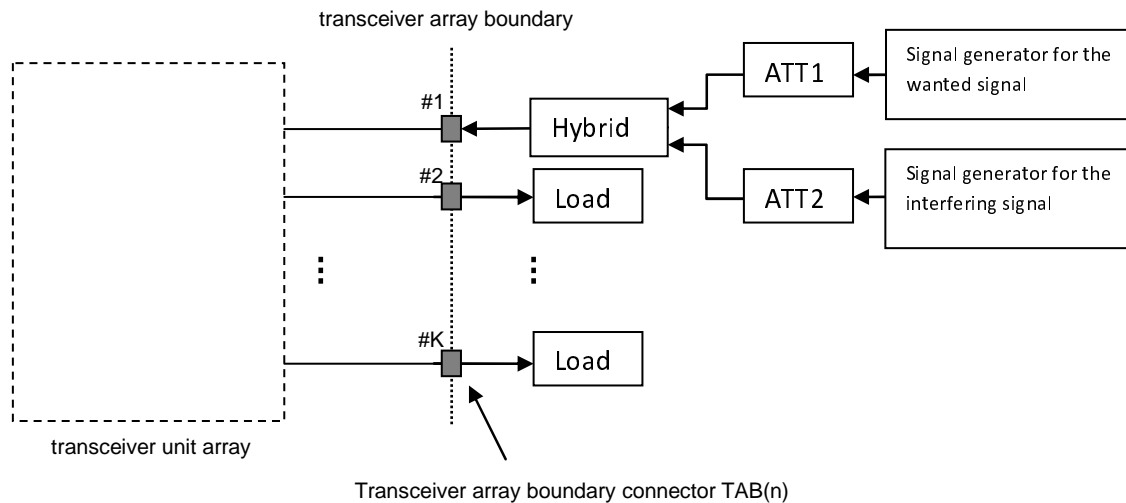 transceiver array boundary
Signal generator for the
wanted signal
ATT1
#1
Hybrid
Signal generator for the
interfering signal
#2
Load
ATT2
#K
Load
transceiver unit array
Transceiver array boundary connector TAB(n)